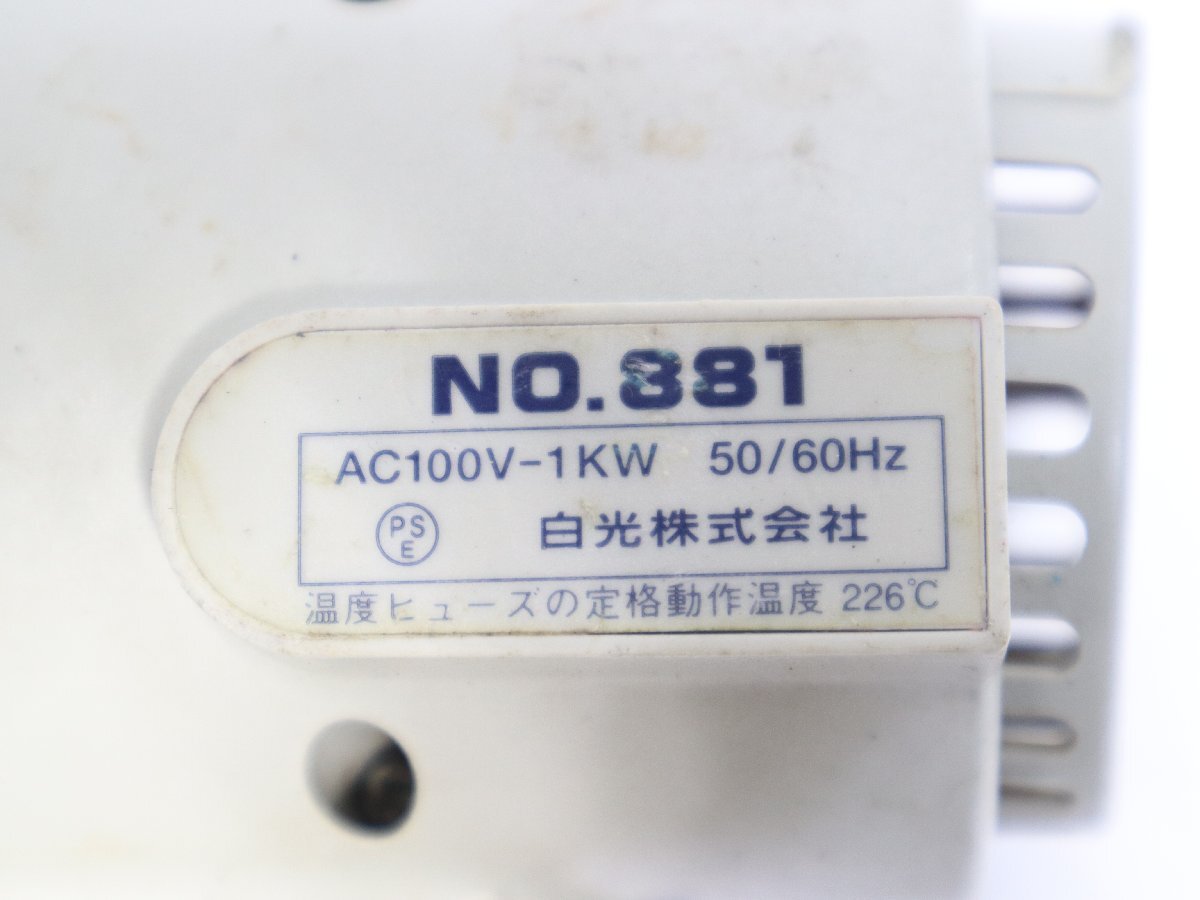 NO.881
AC100V-1KW 50/60Hz
PSE 白光株式会社
温度ヒューズの定格動作温度 226℃